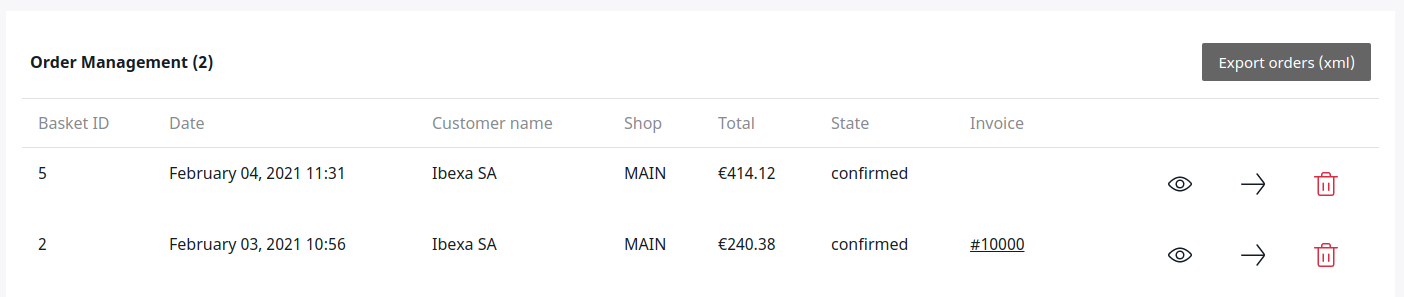 Order Management (2)
Export orders (xml)
Basket ID Date Customer name Shop Total State Invoice
5 February 04, 2021 11:31 Ibexa SA MAIN €414.12 confirmed
2 February 03, 2021 10:56 Ibexa SA MAIN €240.38 confirmed #10000